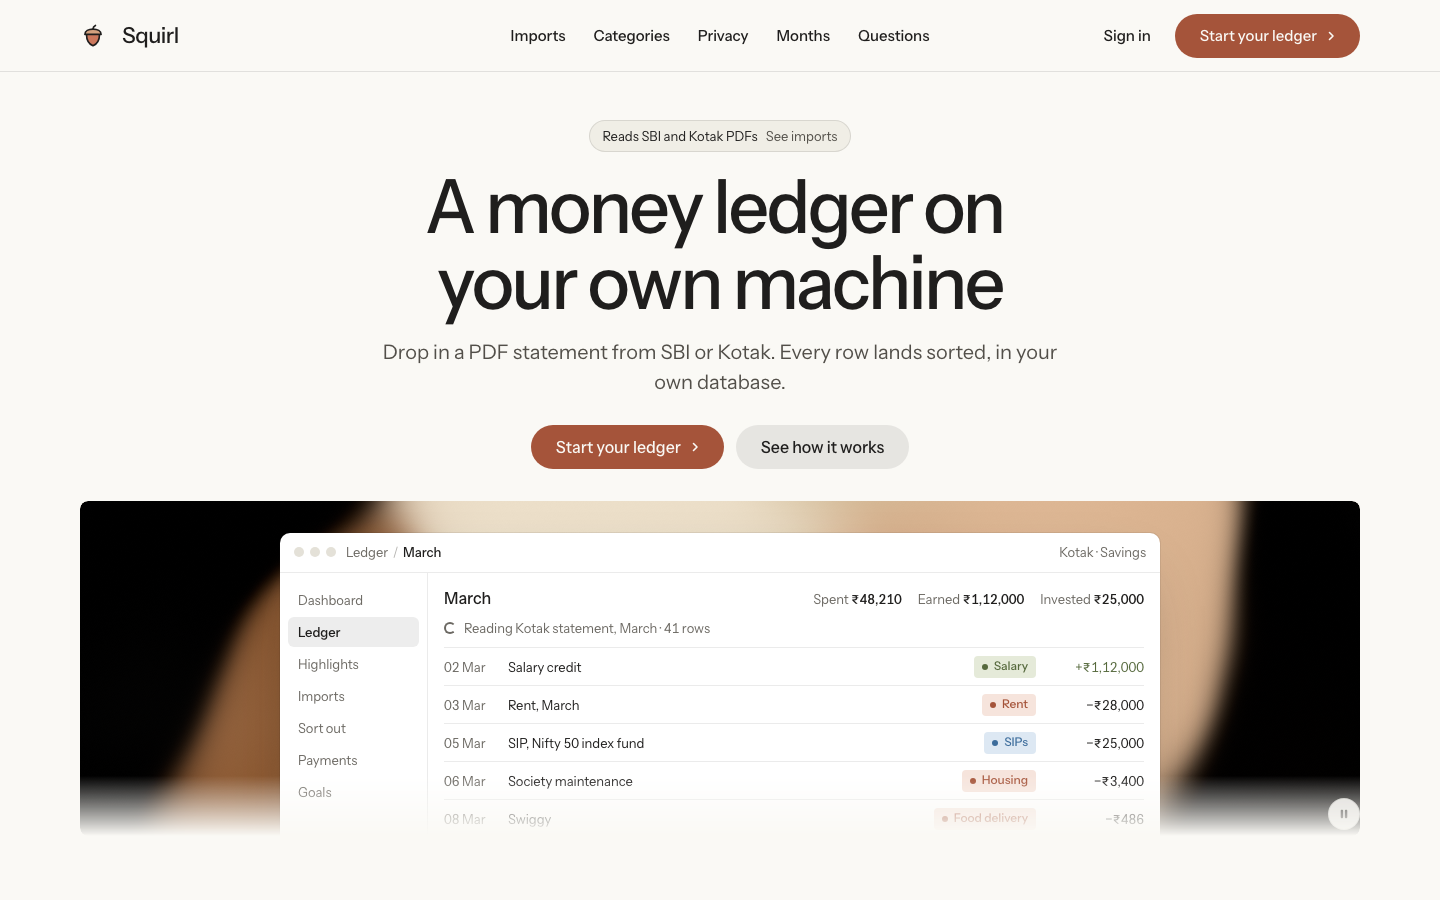 Squirl
Imports Categories Privacy Months Questions
Sign in
Start your ledger
Reads SBI and Kotak PDFs See imports
A money ledger on
your own machine
Drop in a PDF statement from SBI or Kotak. Every row lands sorted, in your
own database.
Start your ledger
See how it works
Ledger / March
Kotak · Savings
Dashboard
Ledger
Highlights
Imports
Sort out
Payments
Goals
March
Spent ₹48,210 Earned ₹1,12,000 Invested ₹25,000
Reading Kotak statement, March · 41 rows
02 Mar Salary credit Salary +₹1,12,000
03 Mar Rent, March Rent −₹28,000
05 Mar SIP, Nifty 50 index fund SIPs −₹25,000
06 Mar Society maintenance Housing −₹3,400
08 Mar Swiggy Food delivery −₹486